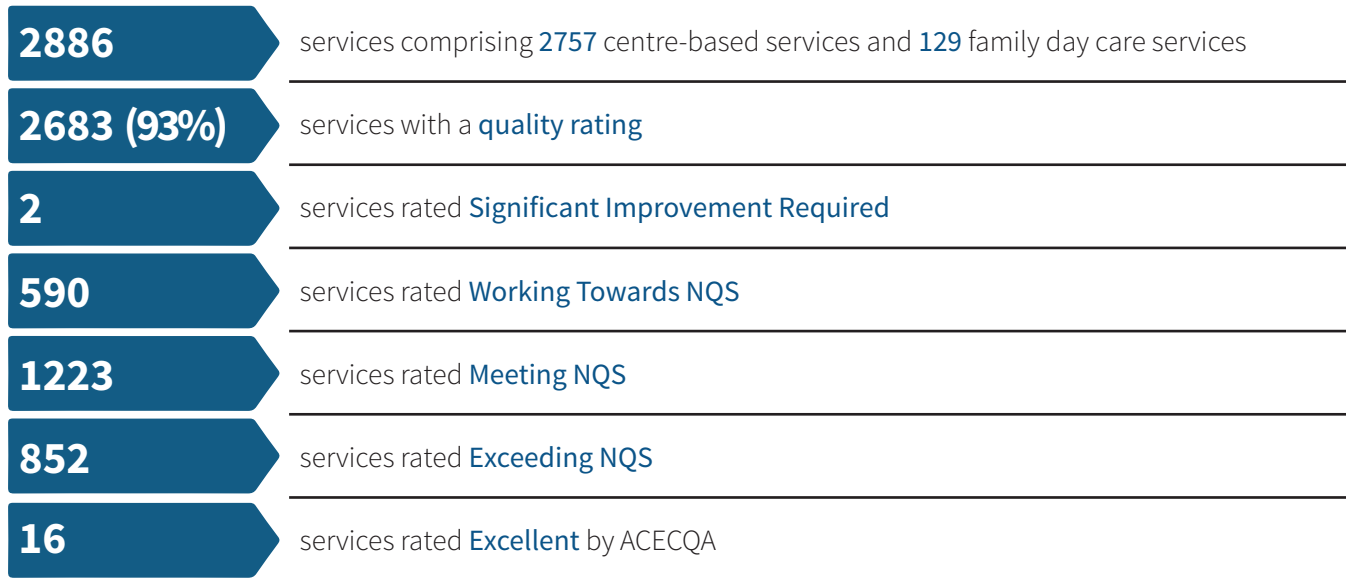 2886 services comprising 2757 centre-based services and 129 family day care services
2683 (93%) services with a quality rating
2 services rated Significant Improvement Required
590 services rated Working Towards NQS
1223 services rated Meeting NQS
852 services rated Exceeding NQS
16 services rated Excellent by ACECQA